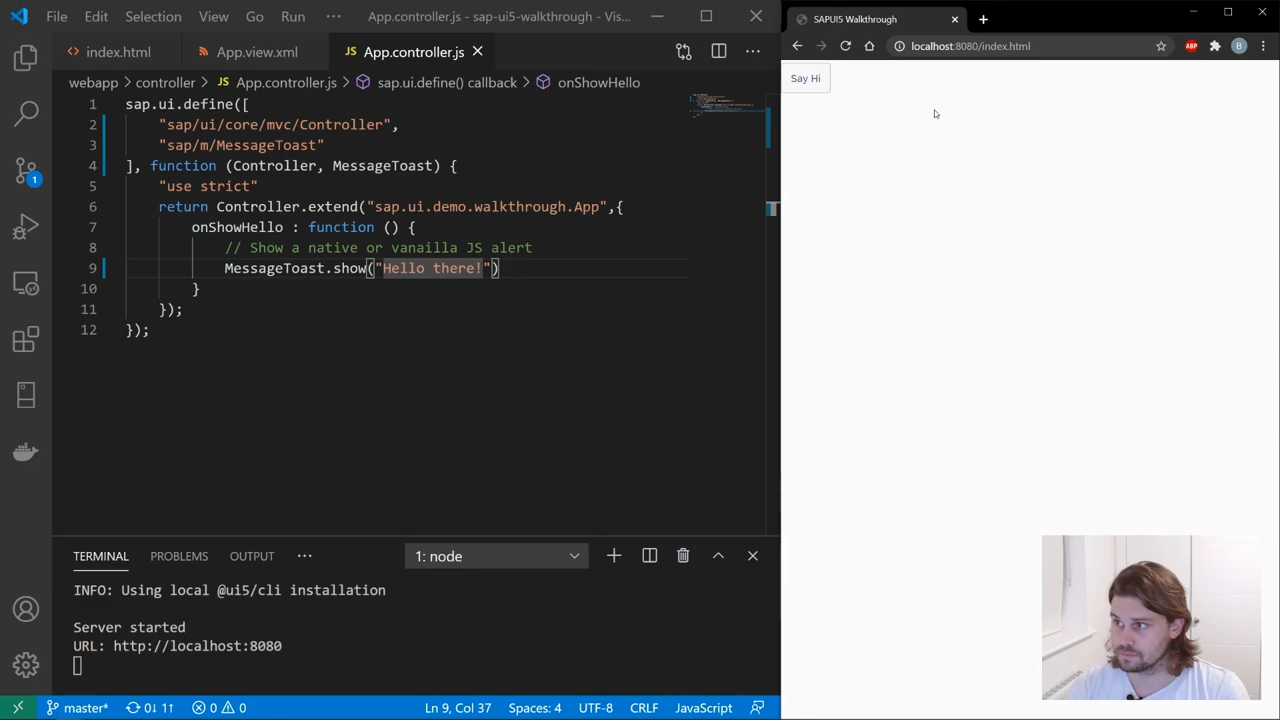 File Edit Selection View Go Run ··· App.controller.js - sap-ui5-walkthrough - Vis...
index.html App.view.xml JS App.controller.js
webapp > controller > JS App.controller.js > sap.ui.define() callback > onShowHello
1 sap.ui.define([
2 "sap/ui/core/mvc/Controller",
3 "sap/m/MessageToast"
4 ], function (Controller, MessageToast) {
5 "use strict"
6 return Controller.extend("sap.ui.demo.walkthrough.App",{
7 onShowHello : function () {
8 // Show a native or vanailla JS alert
9 MessageToast.show("Hello there!")
10 }
11 });
12 });
1
TERMINAL PROBLEMS OUTPUT ··· 1: node
INFO: Using local @ui5/cli installation
Server started
URL: http://localhost:8080
master* 0↓ 1↑ 0 0 Ln 9, Col 37 Spaces: 4 UTF-8 CRLF JavaScript
SAPUI5 Walkthrough
localhost:8080/index.html ABP B
Say Hi